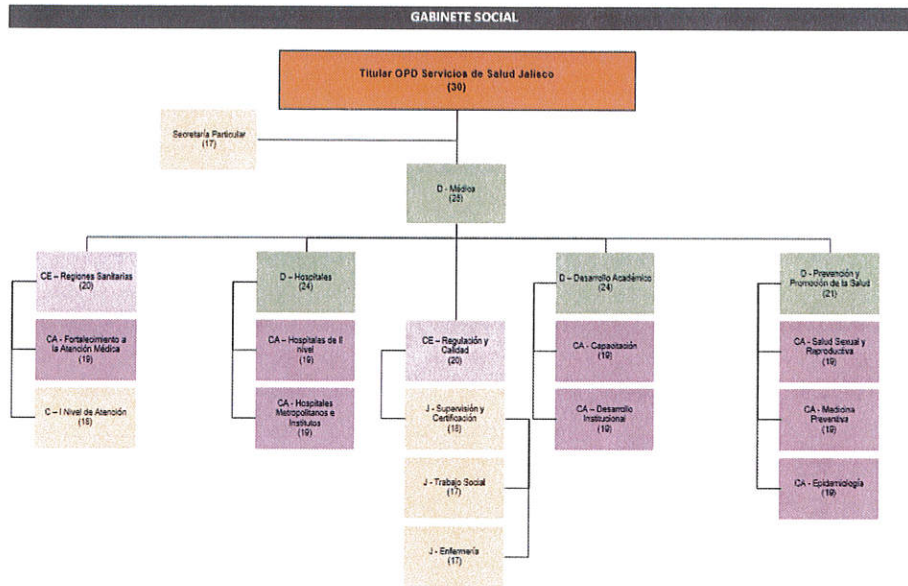 GABINETE SOCIAL
Titular OPD Servicios de Salud Jalisco
(30)
Secretaría Particular
(17)
D - Médica
(25)
CE – Regiones Sanitarias
(20)
CA - Fortalecimiento a
la Atención Médica
(19)
C – I Nivel de Atención
(18)
D – Hospitales
(24)
CA – Hospitales de II
nivel
(19)
CA - Hospitales
Metropolitanos e
Institutos
(19)
CE – Regulación y
Calidad
(20)
J - Supervisión y
Certificación
(18)
J – Trabajo Social
(17)
J - Enfermería
(17)
D – Desarrollo Académico
(24)
CA - Capacitación
(19)
CA – Desarrollo
Institucional
(19)
D - Prevención y
Promoción de la Salud
(21)
CA - Salud Sexual y
Reproductiva
(19)
CA – Medicina
Preventiva
(19)
CA - Epidemiología
(19)